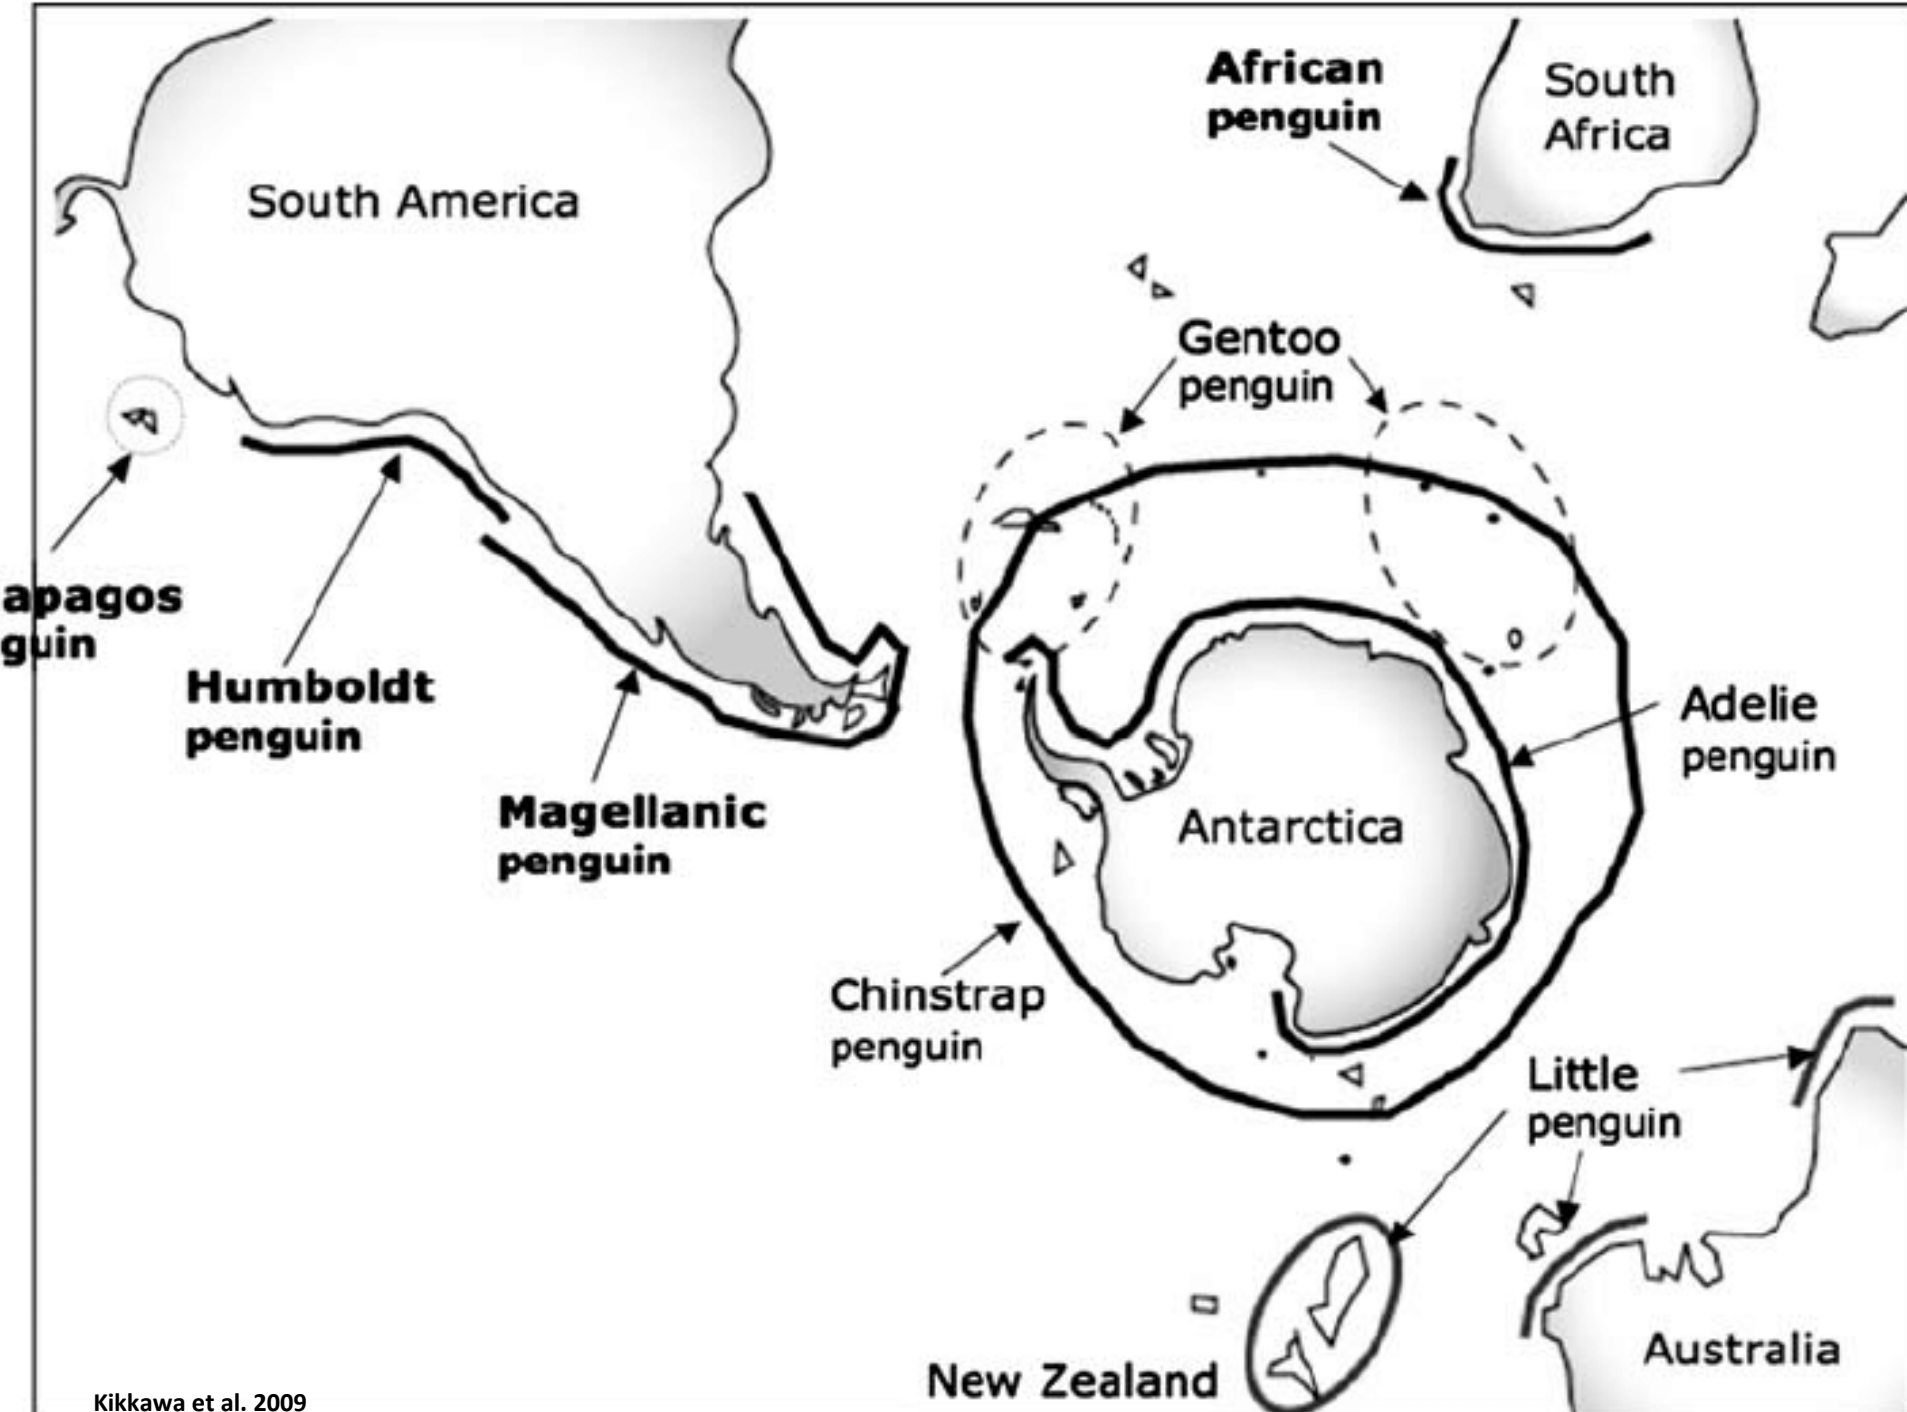 African
penguin
South
Africa
South America
Gentoo
penguin
apagos
guin
Humboldt
penguin
Adelie
penguin
Magellanic
penguin
Antarctica
Chinstrap
penguin
Little
penguin
Australia
New Zealand
Kikkawa et al. 2009